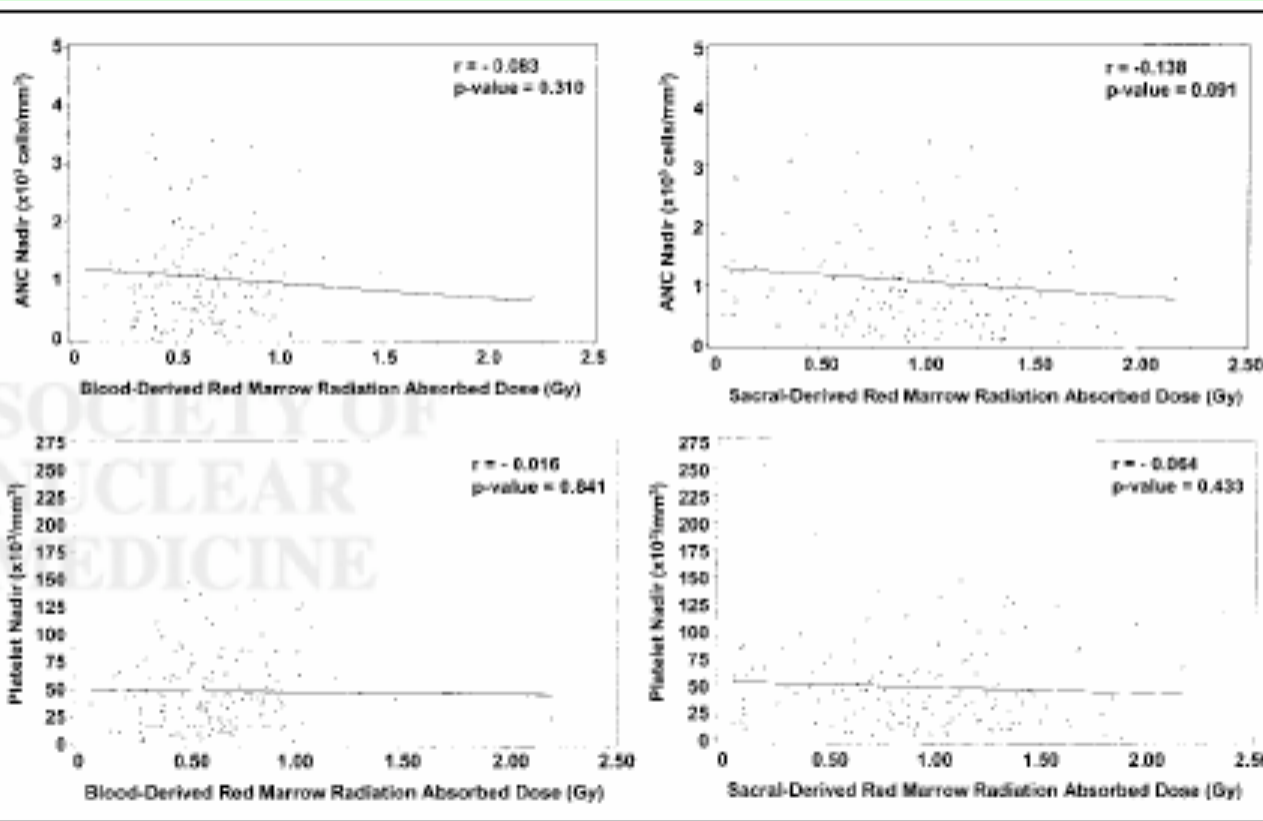 5
r = - 0.083
p-value = 0.310
4
3
2
1
0
ANC Nadir (x10³ cells/mm³)
0 0.5 1.0 1.5 2.0 2.5
Blood-Derived Red Marrow Radiation Absorbed Dose (Gy)
5
r = -0.138
p-value = 0.091
4
3
2
1
0
ANC Nadir (x10³ cells/mm³)
0 0.50 1.00 1.50 2.00 2.50
Sacral-Derived Red Marrow Radiation Absorbed Dose (Gy)
SOCIETY OF
NUCLEAR
MEDICINE
275
r = - 0.016
p-value = 0.841
250
225
200
175
150
125
100
75
50
25
0
Platelet Nadir (x10³/mm³)
0 0.50 1.00 1.50 2.00 2.50
Blood-Derived Red Marrow Radiation Absorbed Dose (Gy)
275
r = - 0.064
p-value = 0.433
250
225
200
175
150
125
100
75
50
25
0
Platelet Nadir (x10³/mm³)
0 0.50 1.00 1.50 2.00 2.50
Sacral-Derived Red Marrow Radiation Absorbed Dose (Gy)